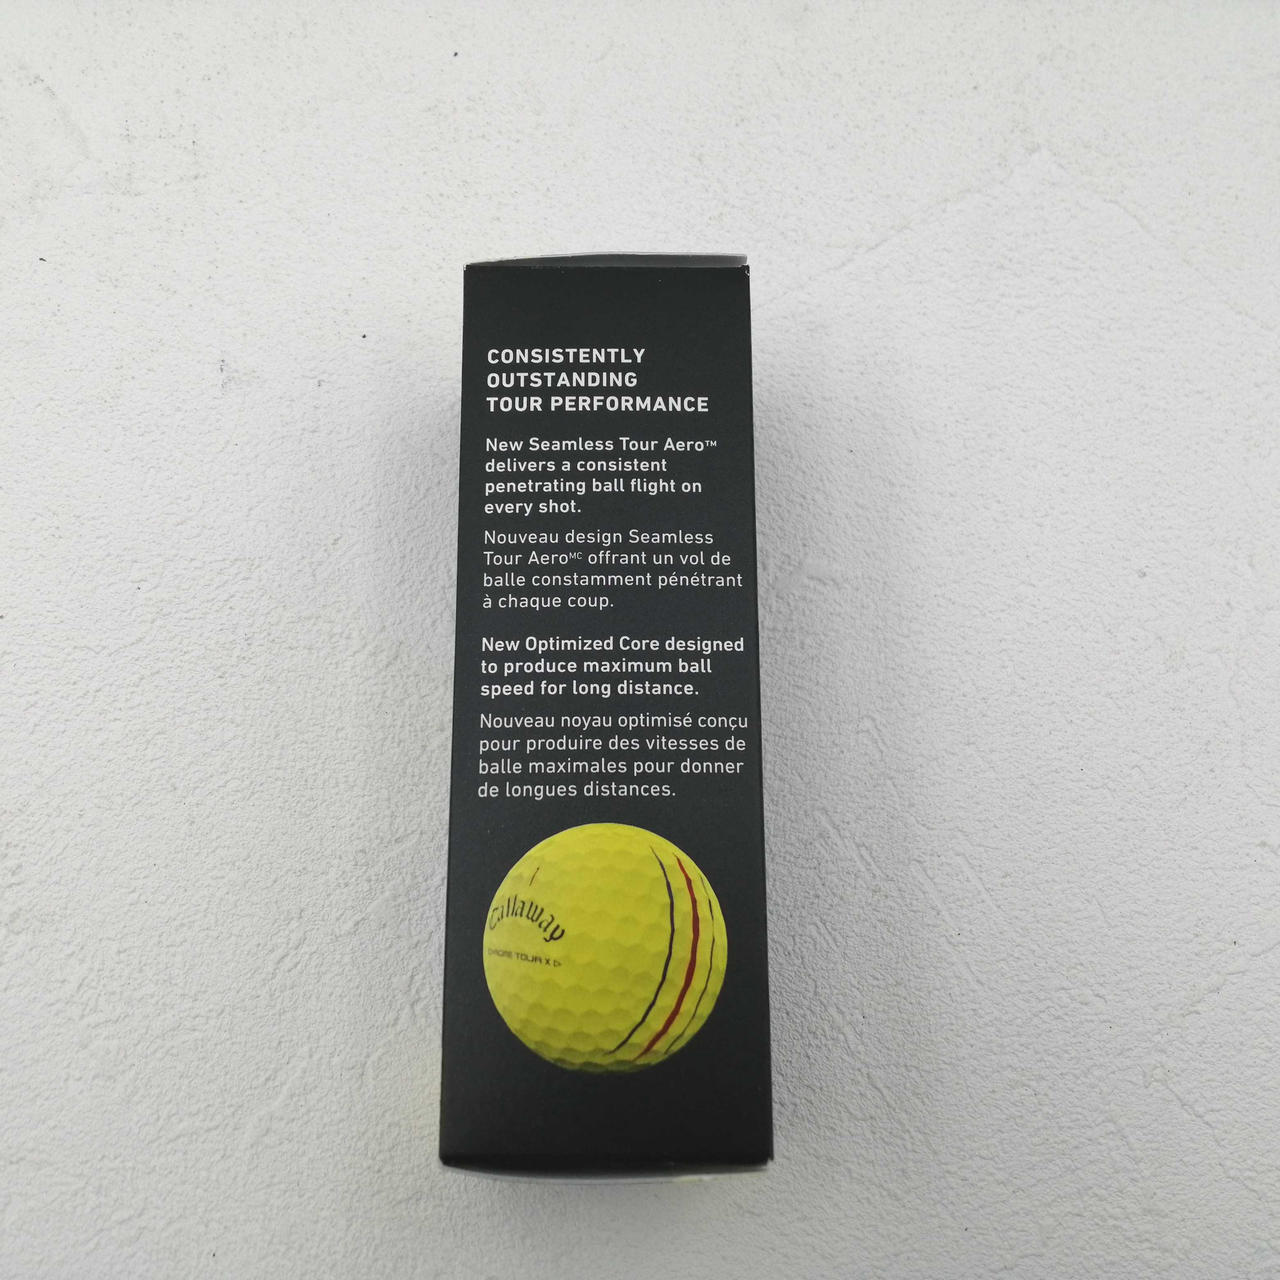 CONSISTENTLY
OUTSTANDING
TOUR PERFORMANCE
New Seamless Tour Aero™
delivers a consistent
penetrating ball flight on
every shot.
Nouveau design Seamless
Tour Aeroᴹᶜ offrant un vol de
balle constamment pénétrant
à chaque coup.
New Optimized Core designed
to produce maximum ball
speed for long distance.
Nouveau noyau optimisé conçu
pour produire des vitesses de
balle maximales pour donner
de longues distances.
1
Callaway
TOUR X